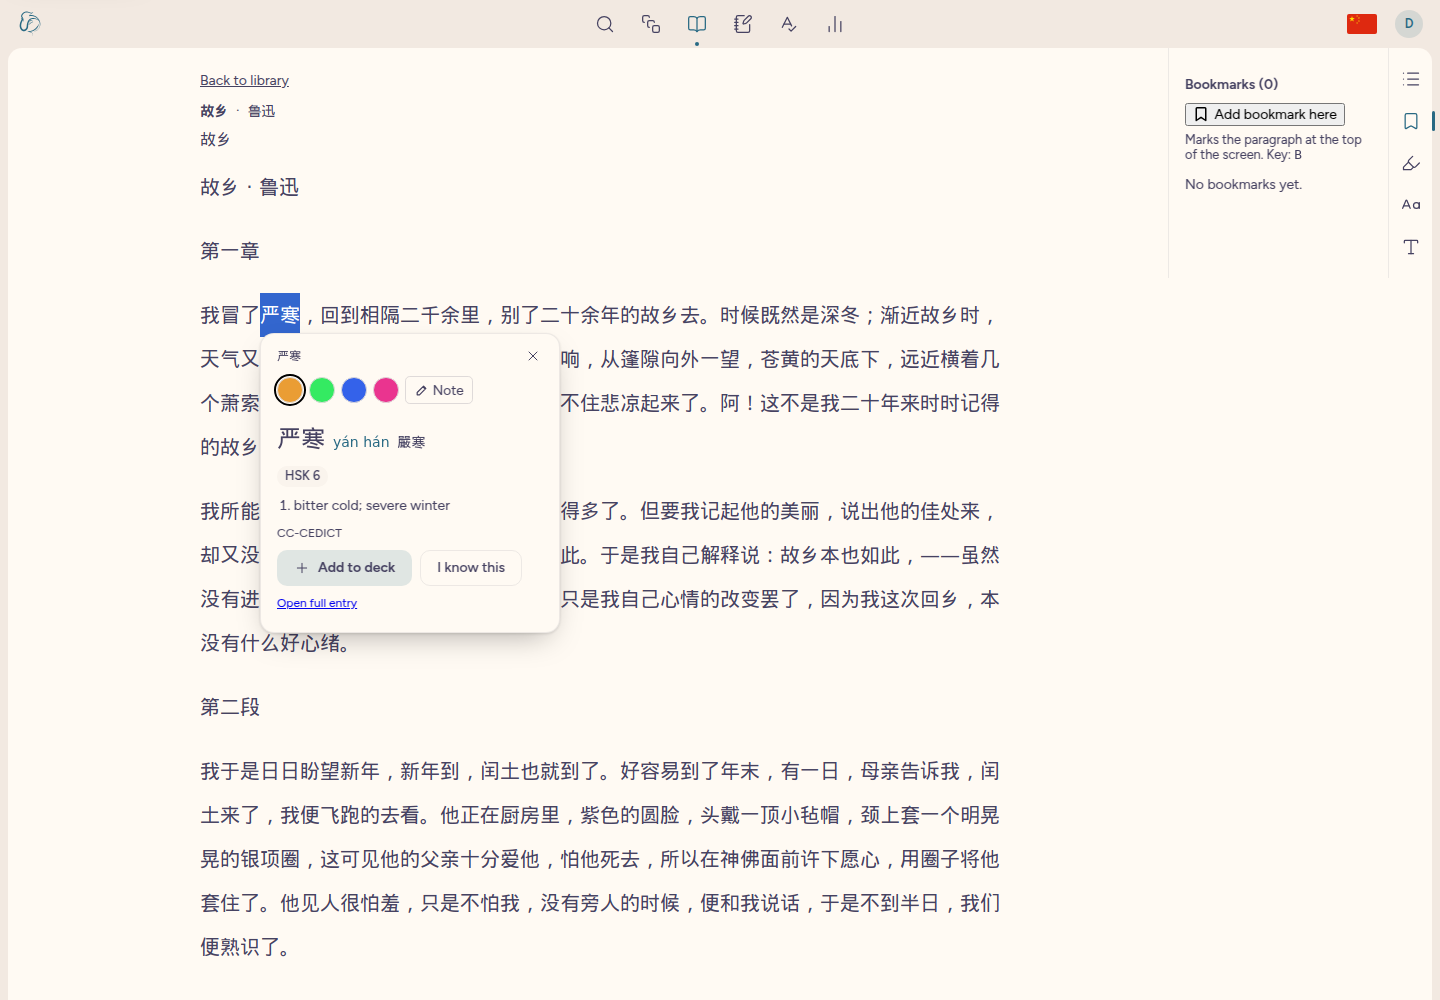 D
Back to library
故乡 · 鲁迅
故乡
故乡 · 鲁迅
第一章
我冒了严寒，回到相隔二千余里，别了二十余年的故乡去。时候既然是深冬；渐近故乡时，
天气又
响，从篷隙向外一望，苍黄的天底下，远近横着几
个萧索
不住悲凉起来了。阿！这不是我二十年来时时记得
的故乡
我所能
得多了。但要我记起他的美丽，说出他的佳处来，
却又没
此。于是我自己解释说：故乡本也如此，——虽然
没有进
只是我自己心情的改变罢了，因为我这次回乡，本
没有什么好心绪。
第二段
我于是日日盼望新年，新年到，闰土也就到了。好容易到了年末，有一日，母亲告诉我，闰
土来了，我便飞跑的去看。他正在厨房里，紫色的圆脸，头戴一顶小毡帽，颈上套一个明晃
晃的银项圈，这可见他的父亲十分爱他，怕他死去，所以在神佛面前许下愿心，用圈子将他
套住了。他见人很怕羞，只是不怕我，没有旁人的时候，便和我说话，于是不到半日，我们
便熟识了。
严寒
Note
严寒 yán hán 嚴寒
HSK 6
1. bitter cold; severe winter
CC-CEDICT
Add to deck
I know this
Open full entry
Bookmarks (0)
Add bookmark here
Marks the paragraph at the top
of the screen. Key: B
No bookmarks yet.
Aa